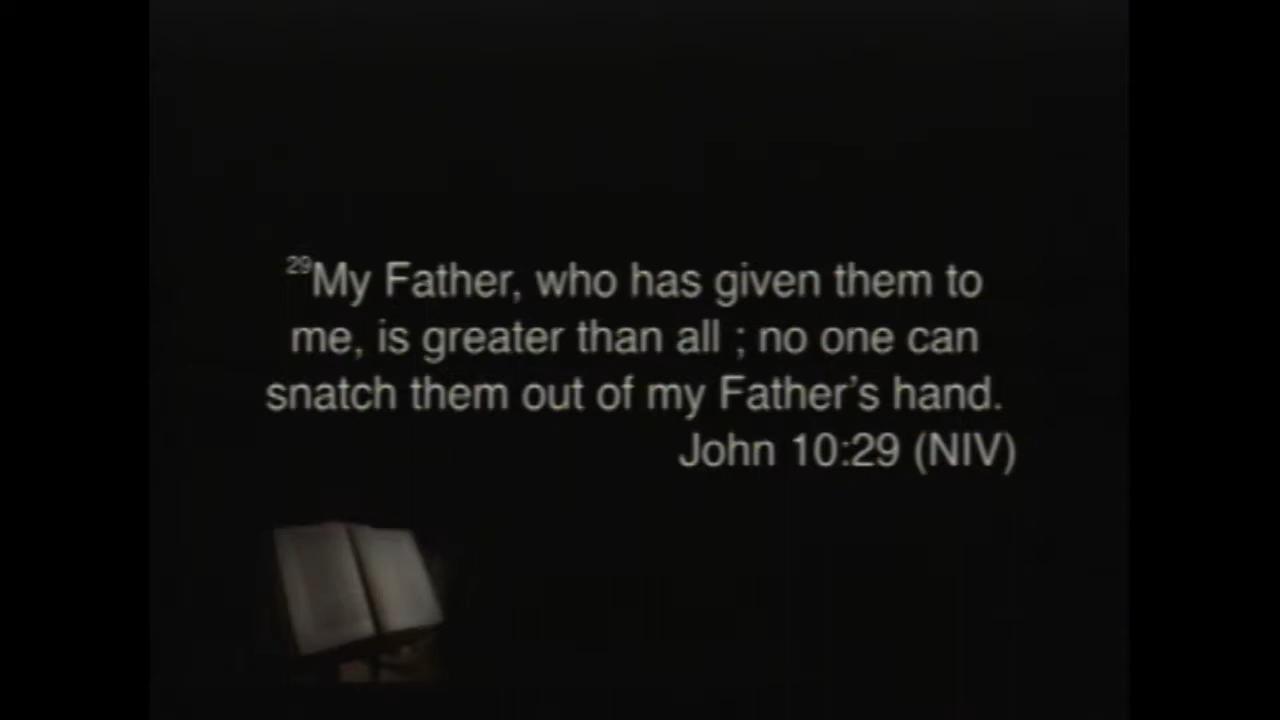 29My Father, who has given them to
me, is greater than all ; no one can
snatch them out of my Father’s hand.
John 10:29 (NIV)